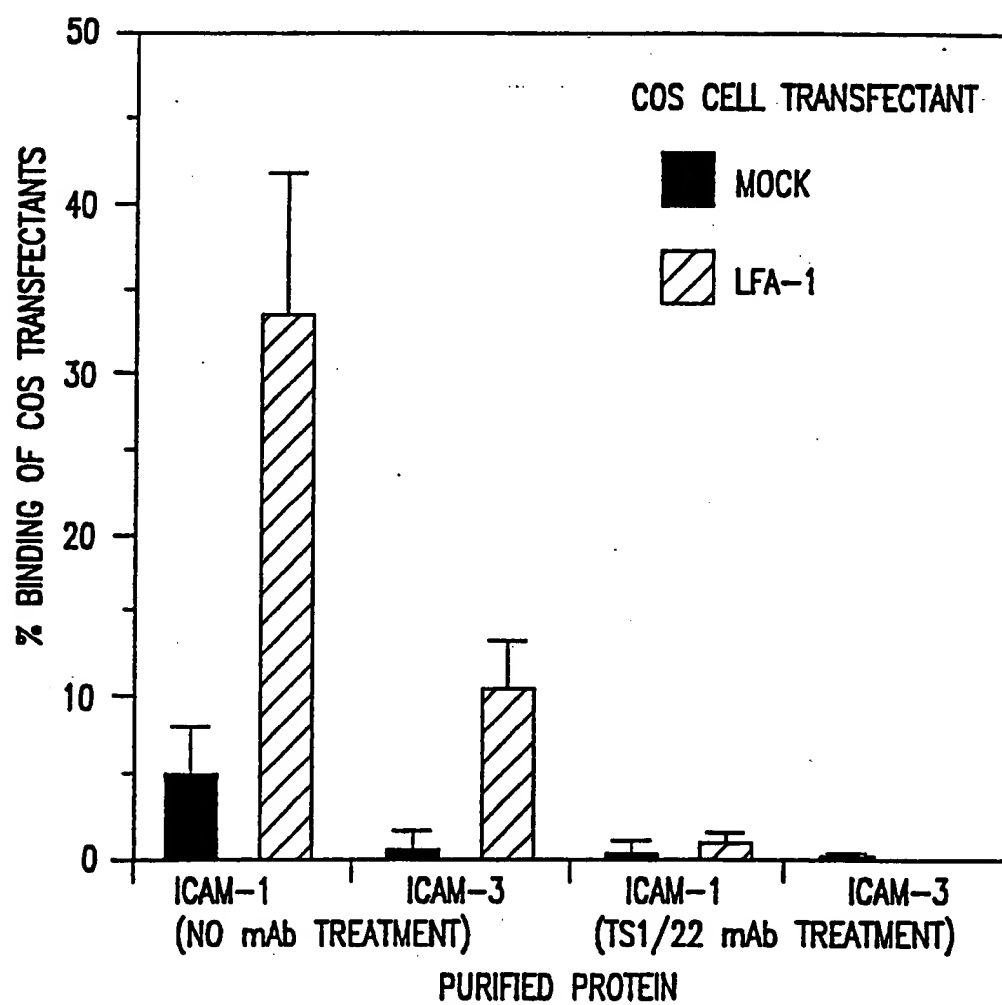 50
40
30
20
10
0
% BINDING OF COS TRANSFECTANTS
COS CELL TRANSFECTANT
MOCK
LFA-1
ICAM-1 ICAM-3 ICAM-1 ICAM-3
(NO mAb TREATMENT) (TS1/22 mAb TREATMENT)
PURIFIED PROTEIN